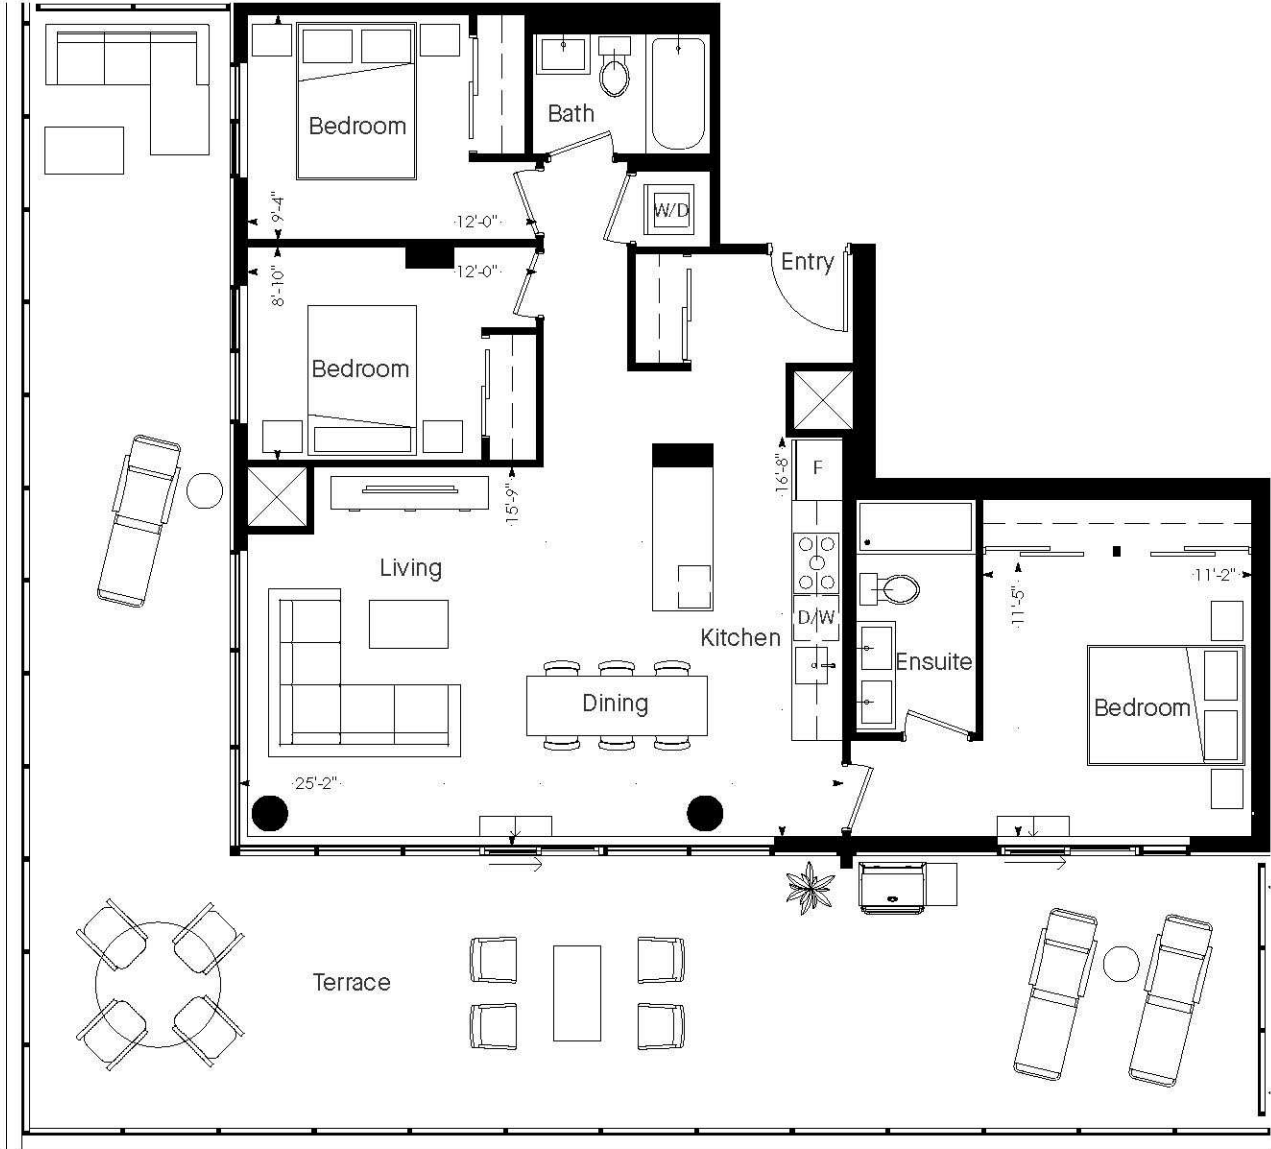 Bath
Bedroom
9'-4"
12'-0"
W/D
Entry
8'-10"
12'-0"
Bedroom
F
16'-8"
15'-9"
Living
11'-2"
11'-5"
D/W
Kitchen
Ensuite
Dining
Bedroom
25'-2"
Terrace